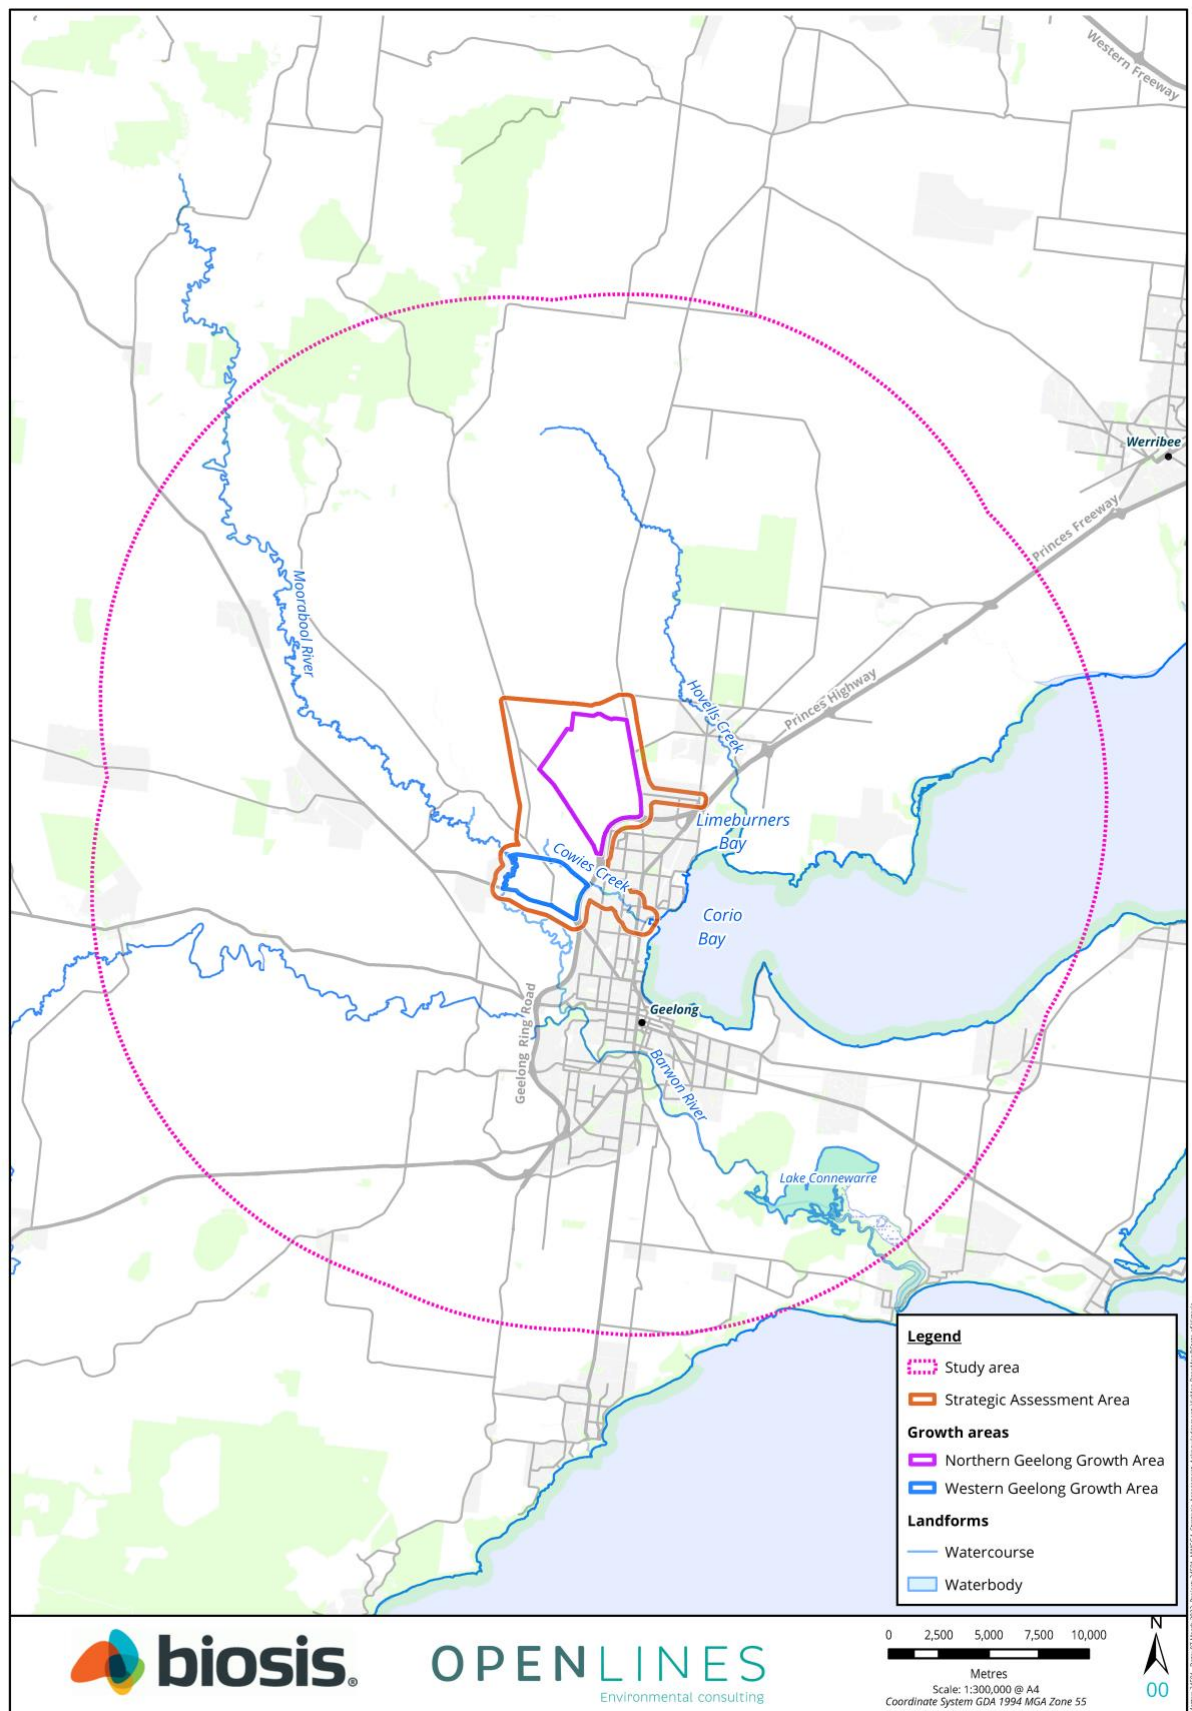 Western Freeway
Werribee
Princes Freeway
Moorabool River
Hovells Creek
Princes Highway
Limeburners
Bay
Cowies Creek
Corio
Bay
Geelong Ring Road
Geelong
Barwon River
Lake Connewarre
Legend
Study area
Strategic Assessment Area
Growth areas
Northern Geelong Growth Area
Western Geelong Growth Area
Landforms
Watercourse
Waterbody
biosis®
OPENLINES
Environmental consulting
0 2,500 5,000 7,500 10,000
Metres
Scale: 1:300,000 @ A4
Coordinate System GDA 1994 MGA Zone 55
N
00